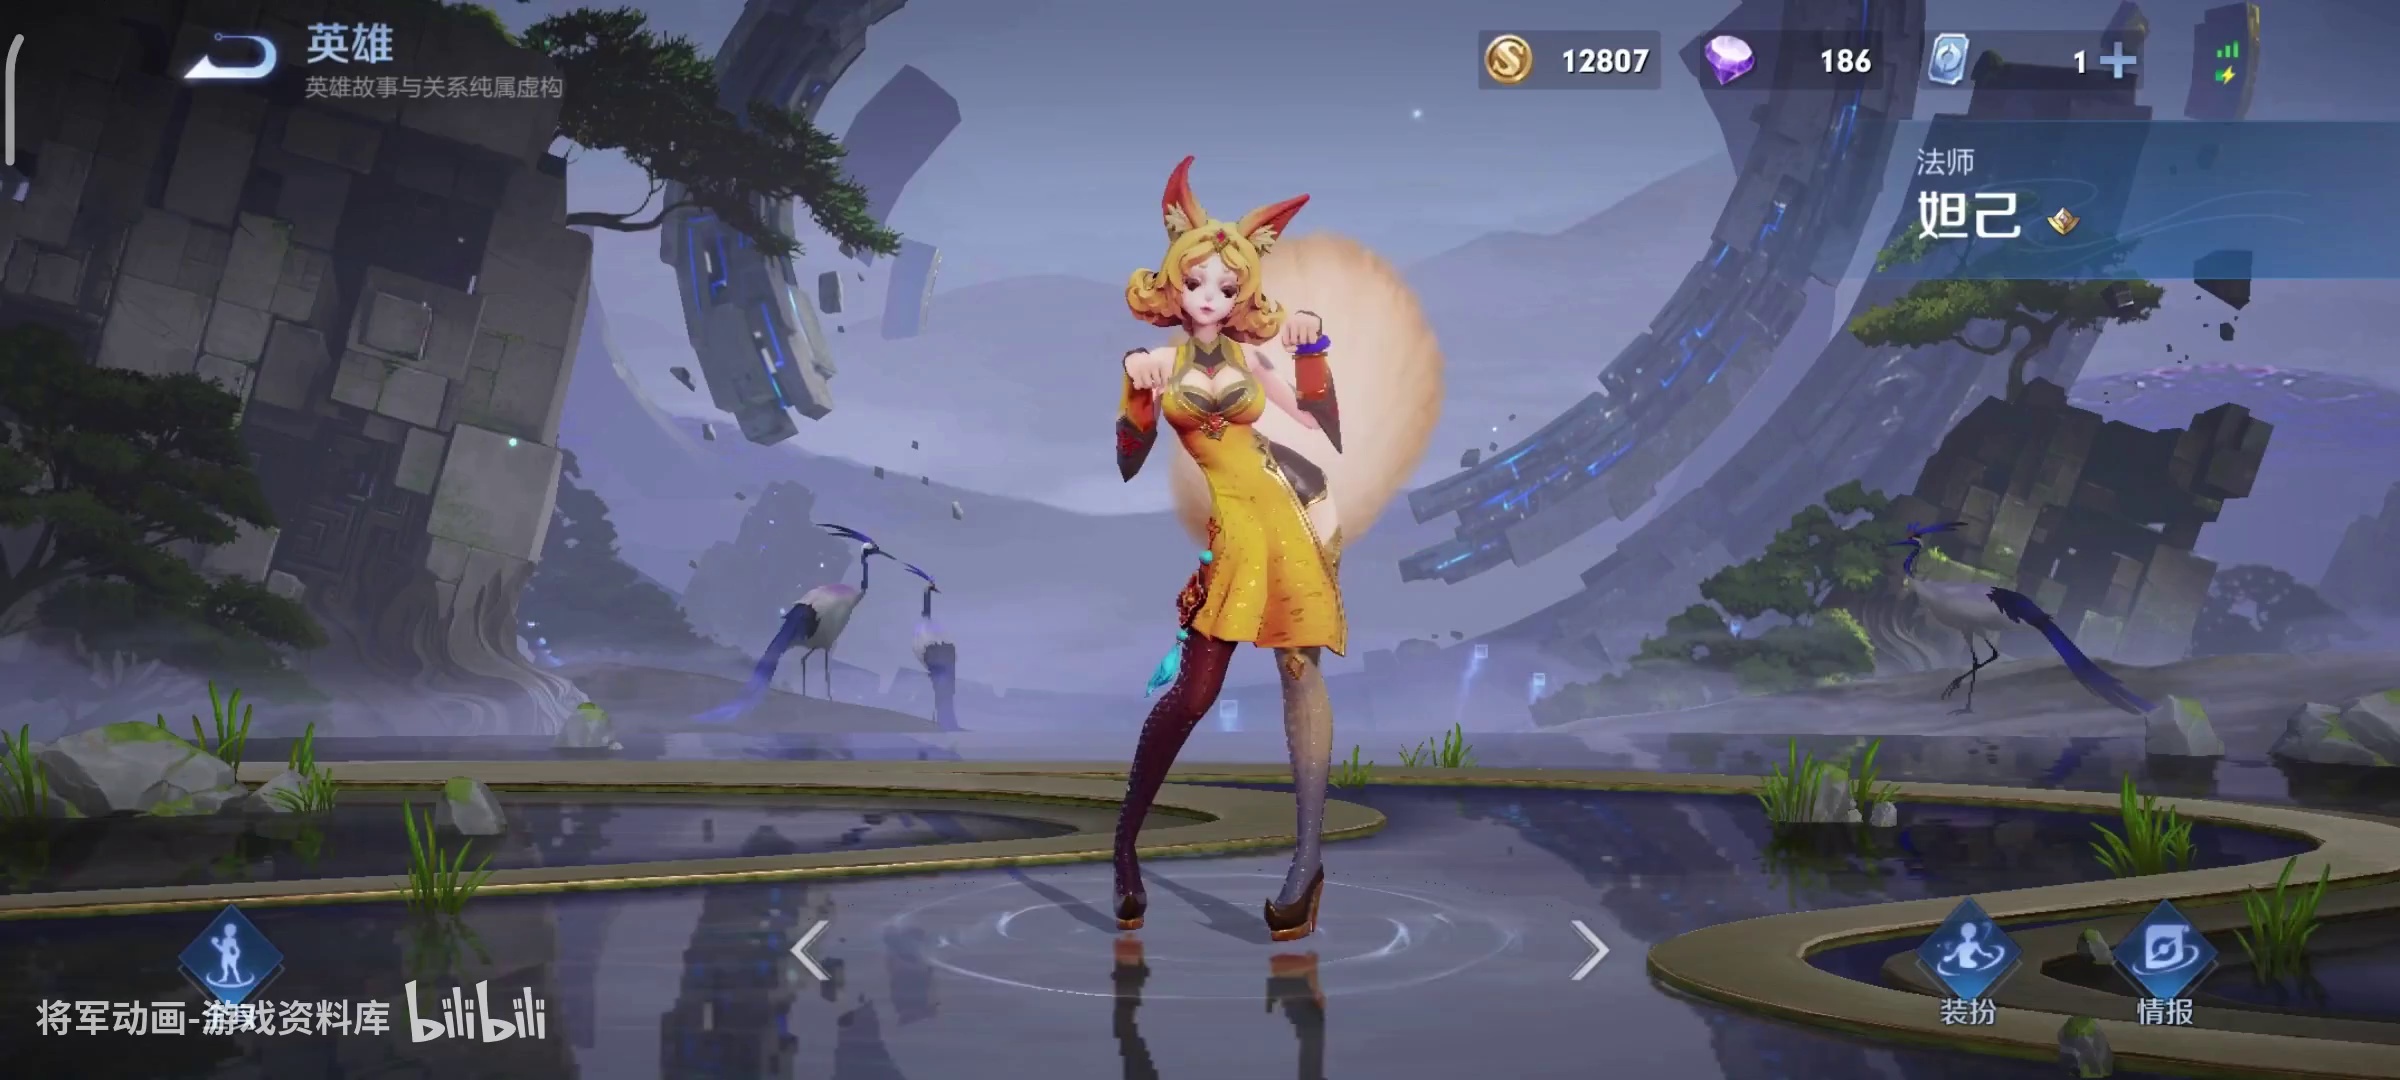 英雄
英雄故事与关系纯属虚构
12807
186
1
法师
妲己
将军动画-游戏资料库 bilibili
装扮
情报